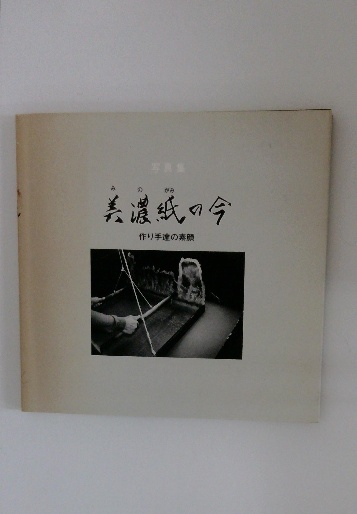 写真集
みのがみ
美濃紙の今
作り手達の素顔